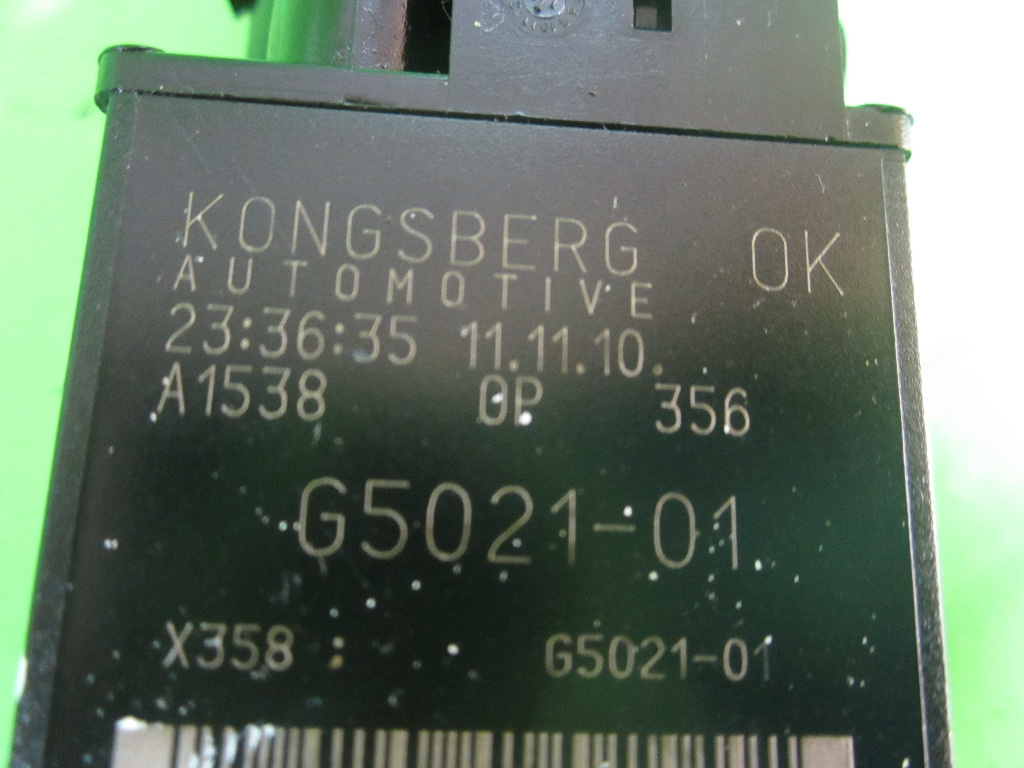 KONGSBERG OK
AUTOMOTIVE
23:36:35 11.11.10.
A1538 0P 356
G5021-01
X358 : G5021-01